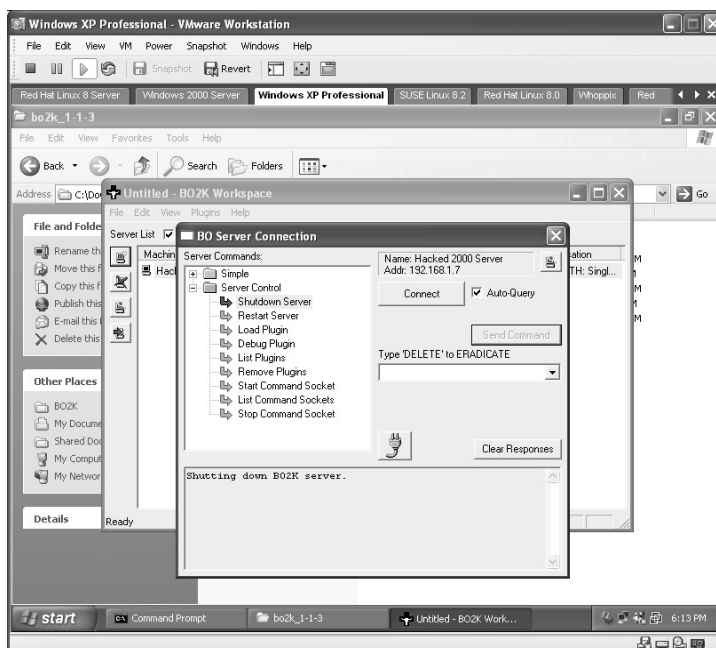 Windows XP Professional - VMware Workstation
File Edit View VM Power Snapshot Windows Help
Snapshot Revert
Red Hat Linux 8 Server Windows 2000 Server Windows XP Professional SUSE Linux 8.2 Red Hat Linux 8.0 Whoppix Red
bo2k_1-1-3
File Edit View Favorites Tools Help
Back Search Folders
Address C:\Do Go
Untitled - BO2K Workspace
File Edit View Plugins Help
Server List
Machin
Hac
ation
TH: Singl...
File and Folde
Rename th
Move this f
Copy this f
Publish this
E-mail this
Delete this
Other Places
BO2K
My Docume
Shared Doc
My Comput
My Networ
Details
Ready
BO Server Connection
Server Commands:
Simple
Server Control
Shutdown Server
Restart Server
Load Plugin
Debug Plugin
List Plugins
Remove Plugins
Start Command Socket
List Command Sockets
Stop Command Socket
Name: Hacked 2000 Server
Addr: 192.168.1.7
Connect Auto-Query
Send Command
Type 'DELETE' to ERADICATE
Clear Responses
Shutting down BO2K server.
M
M
M
M
start Command Prompt bo2k_1-1-3 Untitled - BO2K Work... 6:13 PM